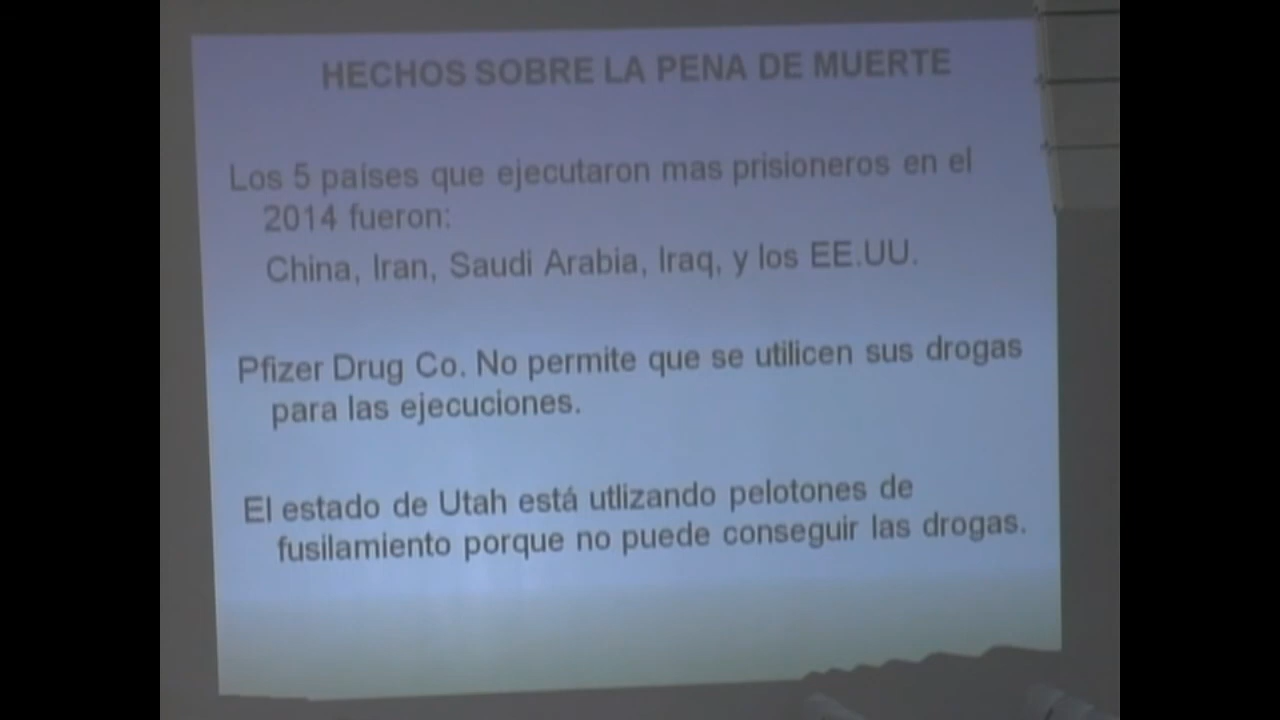 HECHOS SOBRE LA PENA DE MUERTE
Los 5 países que ejecutaron mas prisioneros en el
2014 fueron:
China, Iran, Saudi Arabia, Iraq, y los EE.UU.
Pfizer Drug Co. No permite que se utilicen sus drogas
para las ejecuciones.
El estado de Utah está utlizando pelotones de
fusilamiento porque no puede conseguir las drogas.